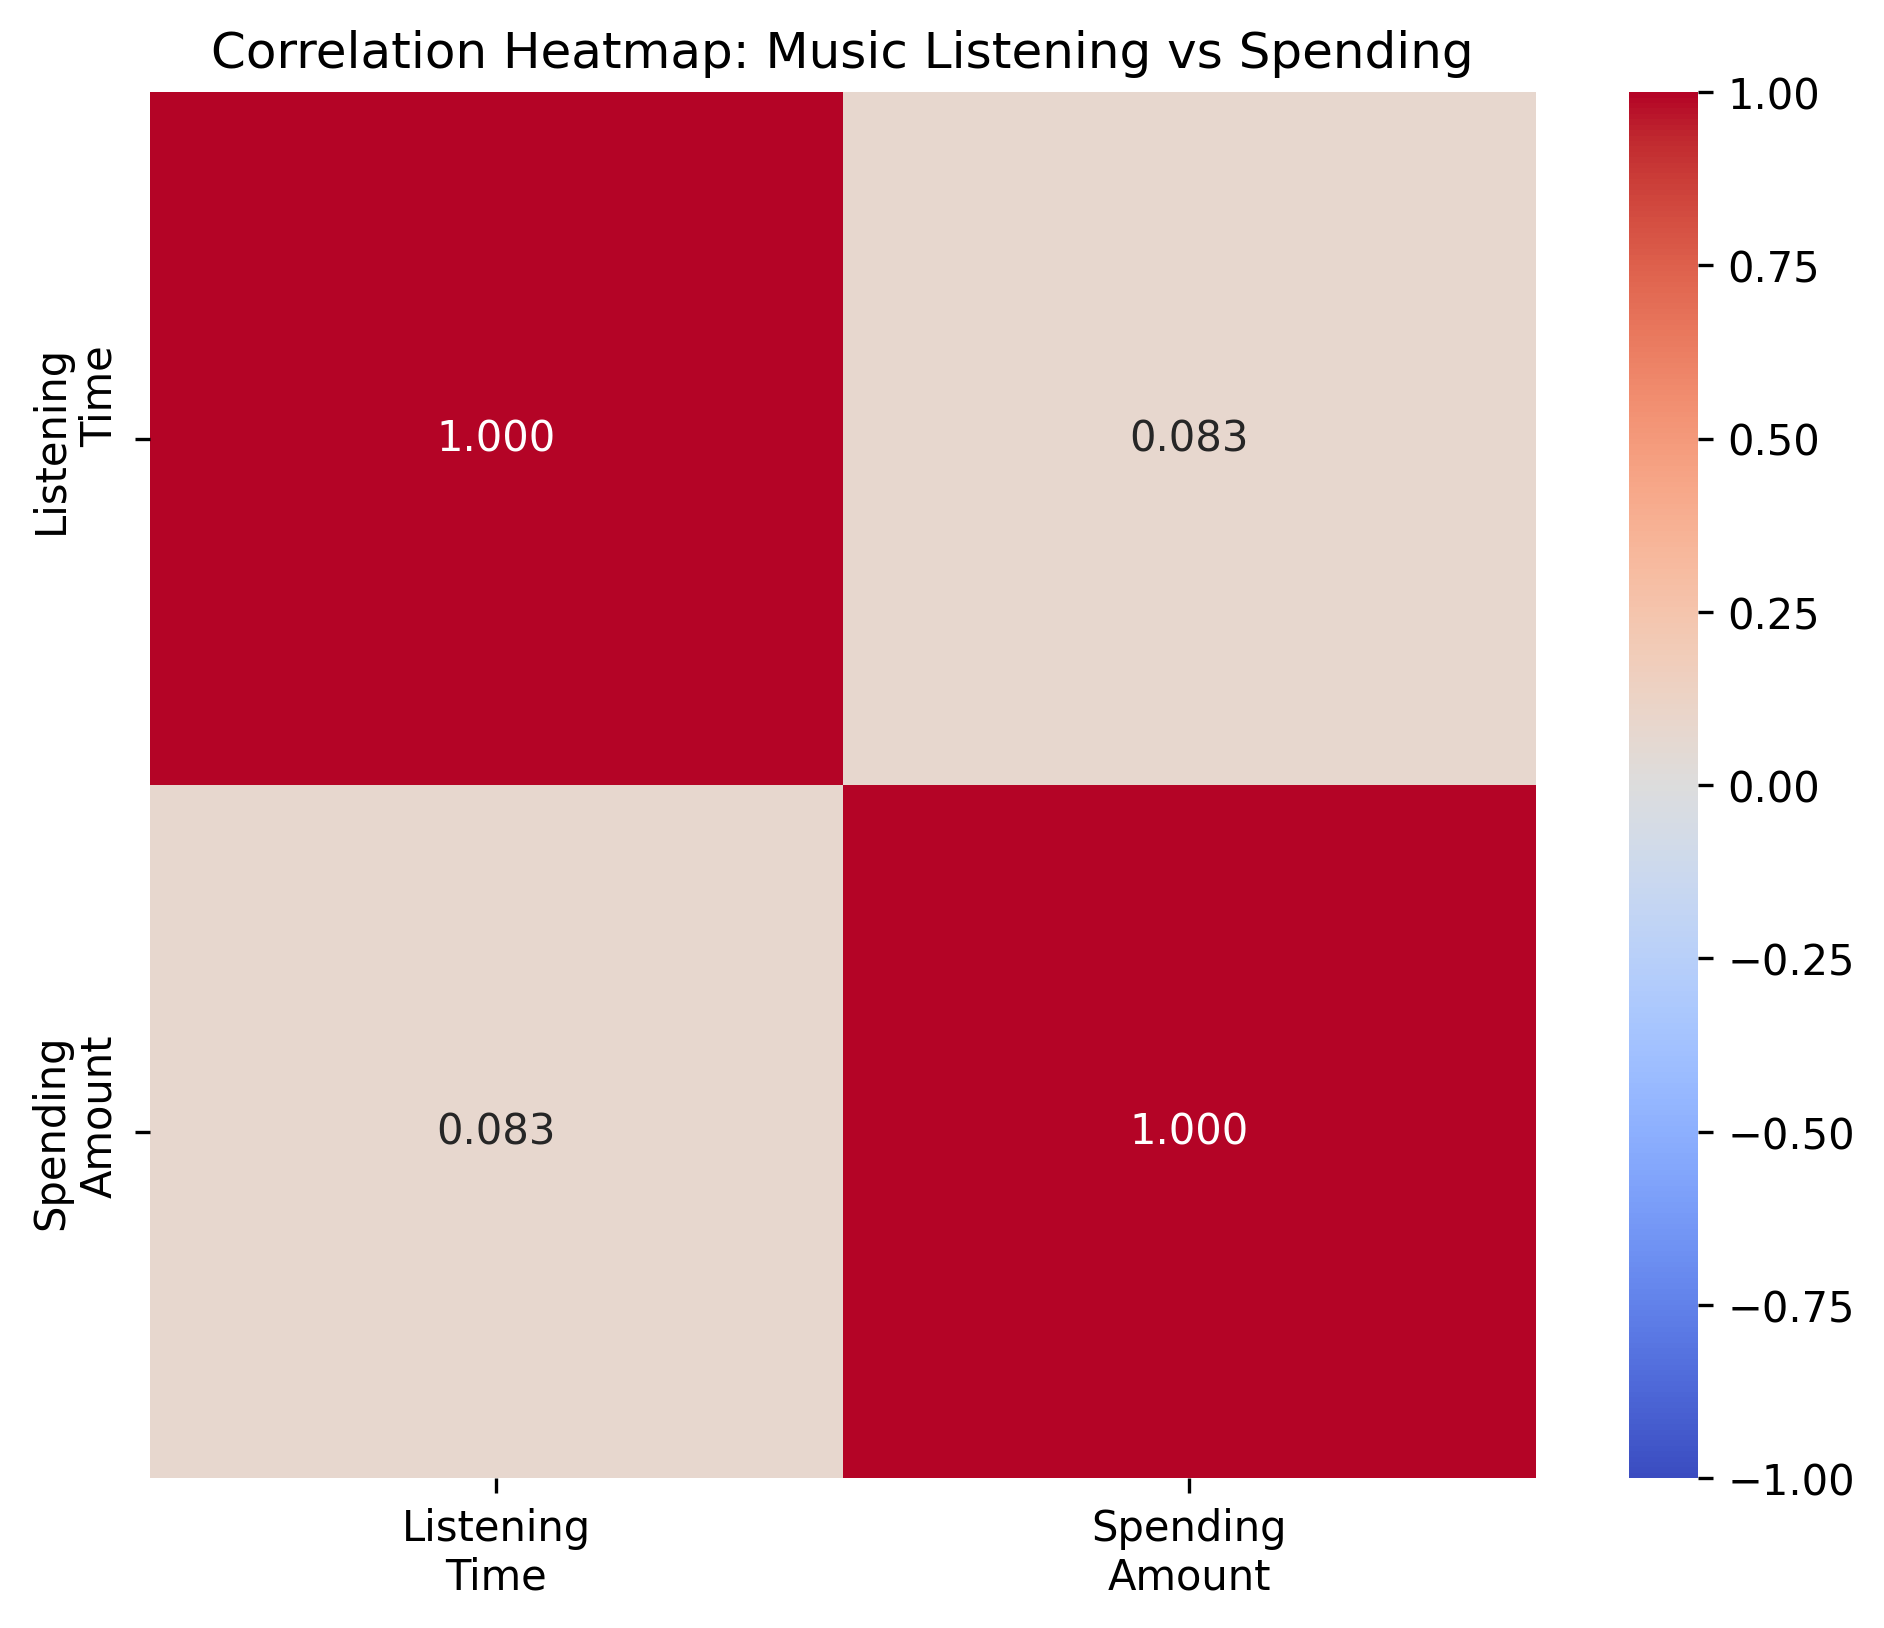 Correlation Heatmap: Music Listening vs Spending
Listening
Time
1.000
0.083
Spending
Amount
0.083
1.000
Listening
Time
Spending
Amount
1.00
0.75
0.50
0.25
0.00
−0.25
−0.50
−0.75
−1.00